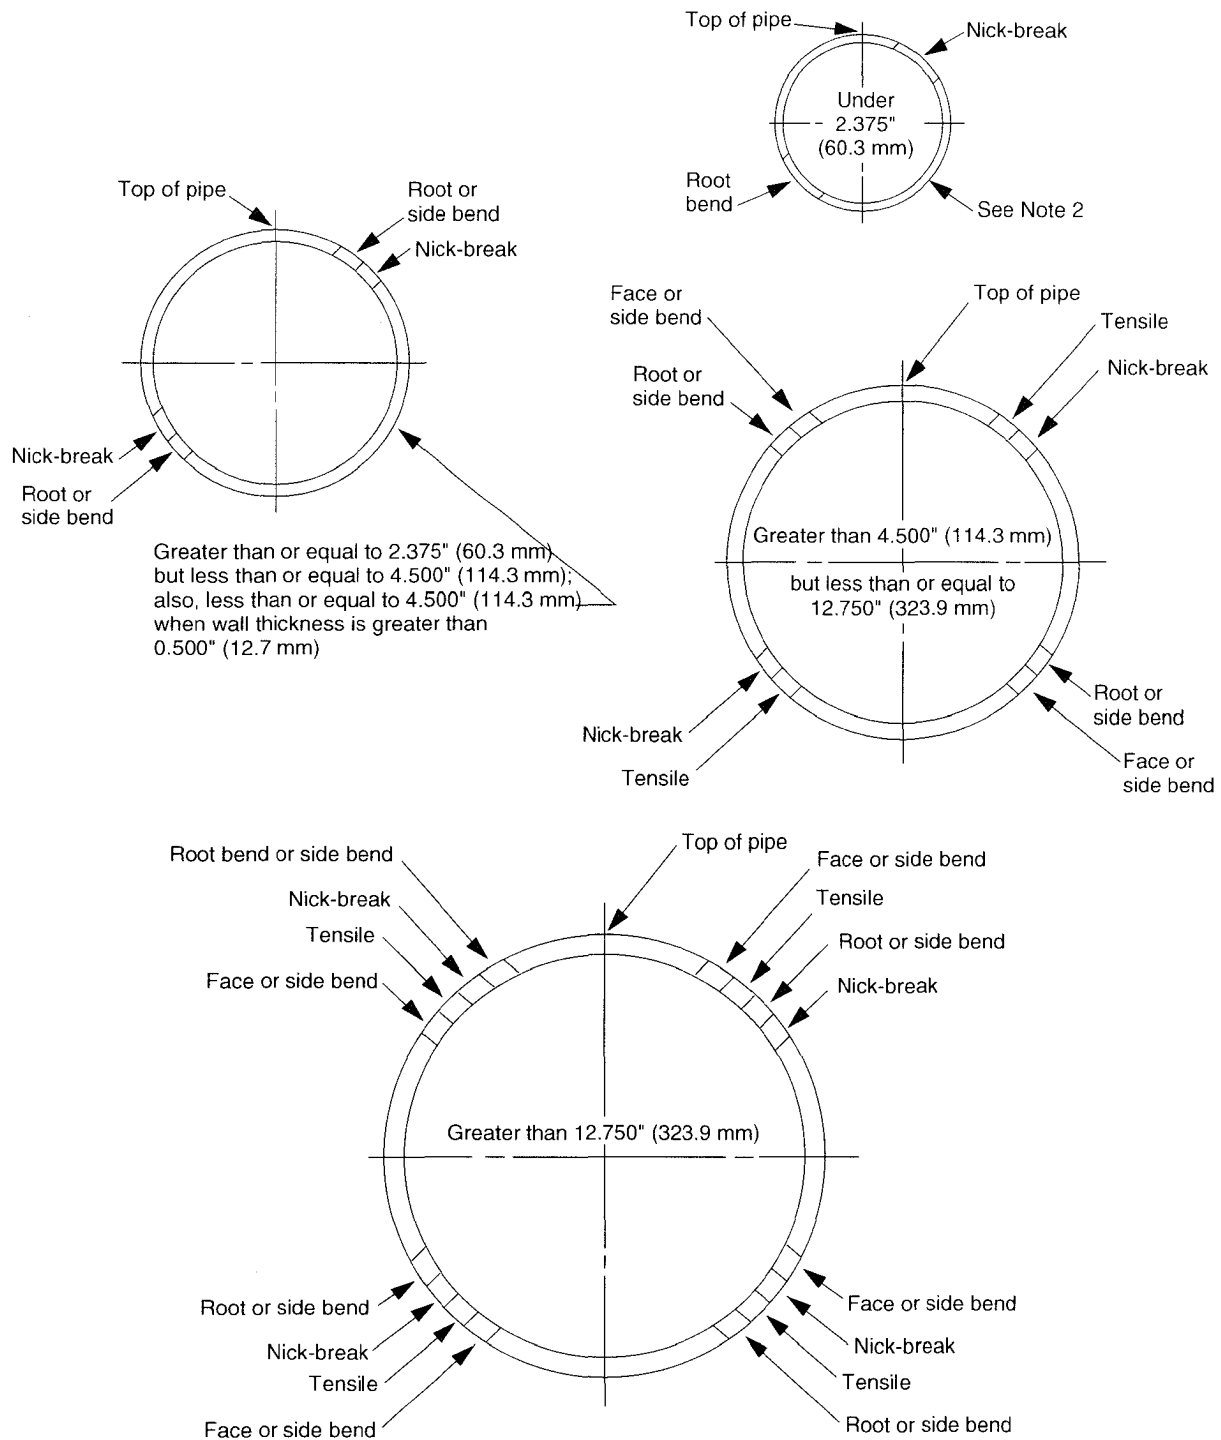 Top of pipe
Nick-break
Under
2.375"
(60.3 mm)
Root
bend
See Note 2
Top of pipe
Root or
side bend
Nick-break
Nick-break
Root or
side bend
Greater than or equal to 2.375" (60.3 mm)
but less than or equal to 4.500" (114.3 mm);
also, less than or equal to 4.500" (114.3 mm)
when wall thickness is greater than
0.500" (12.7 mm)
Face or
side bend
Top of pipe
Tensile
Root or
side bend
Nick-break
Greater than 4.500" (114.3 mm)
but less than or equal to
12.750" (323.9 mm)
Nick-break
Tensile
Root or
side bend
Face or
side bend
Top of pipe
Root bend or side bend
Nick-break
Tensile
Face or side bend
Face or side bend
Tensile
Root or side bend
Nick-break
Greater than 12.750" (323.9 mm)
Root or side bend
Nick-break
Tensile
Face or side bend
Face or side bend
Nick-break
Tensile
Root or side bend